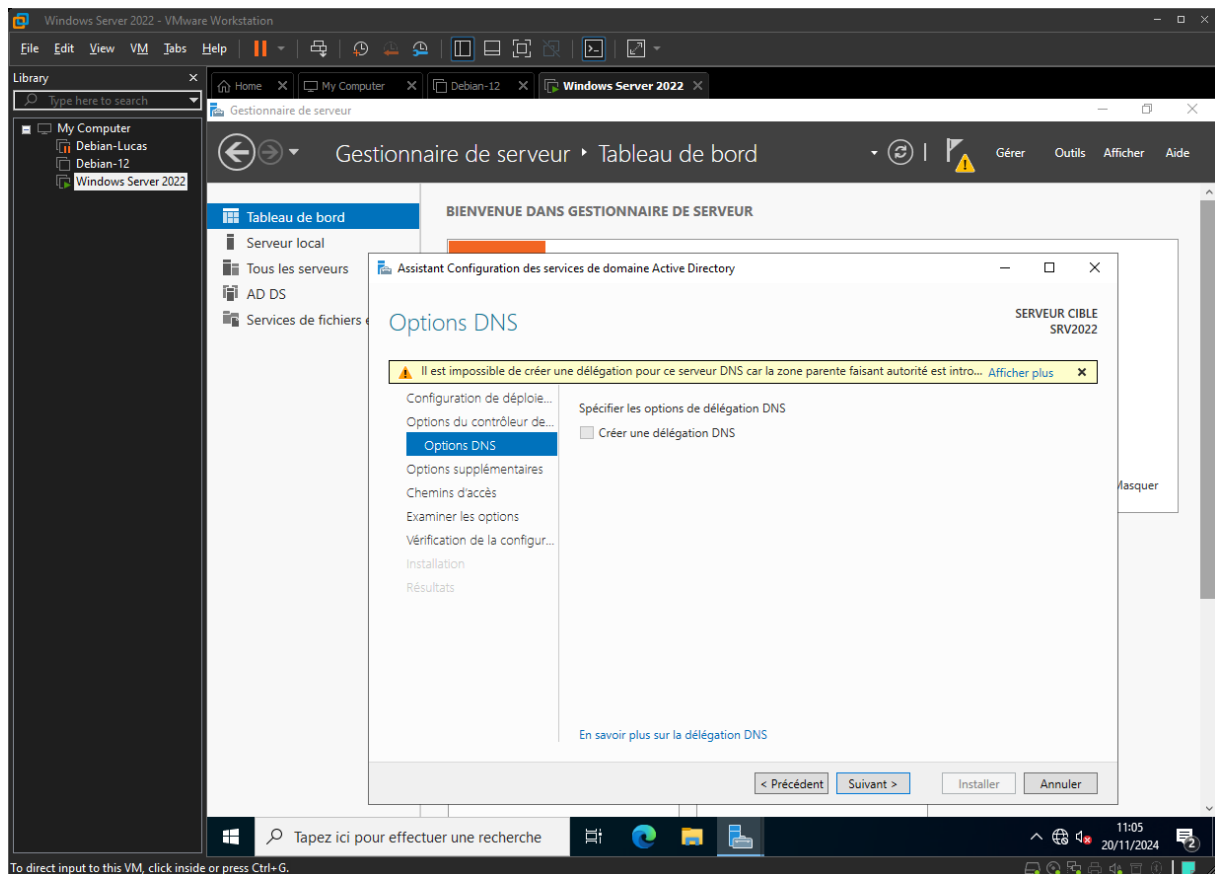 Windows Server 2022 - VMware Workstation
File Edit View VM Tabs Help
Library
Type here to search
My Computer
Debian-Lucas
Debian-12
Windows Server 2022
Home My Computer Debian-12 Windows Server 2022
Gestionnaire de serveur
Gestionnaire de serveur Tableau de bord
Gérer Outils Afficher Aide
Tableau de bord
Serveur local
Tous les serveurs
AD DS
Services de fichiers e
BIENVENUE DANS GESTIONNAIRE DE SERVEUR
Assistant Configuration des services de domaine Active Directory
Options DNS
SERVEUR CIBLE
SRV2022
Il est impossible de créer une délégation pour ce serveur DNS car la zone parente faisant autorité est intro... Afficher plus
Configuration de déploie...
Options du contrôleur de...
Options DNS
Options supplémentaires
Chemins d'accès
Examiner les options
Vérification de la configur...
Installation
Résultats
Spécifier les options de délégation DNS
Créer une délégation DNS
Masquer
En savoir plus sur la délégation DNS
< Précédent Suivant > Installer Annuler
Tapez ici pour effectuer une recherche
11:05
20/11/2024
2
To direct input to this VM, click inside or press Ctrl+G.